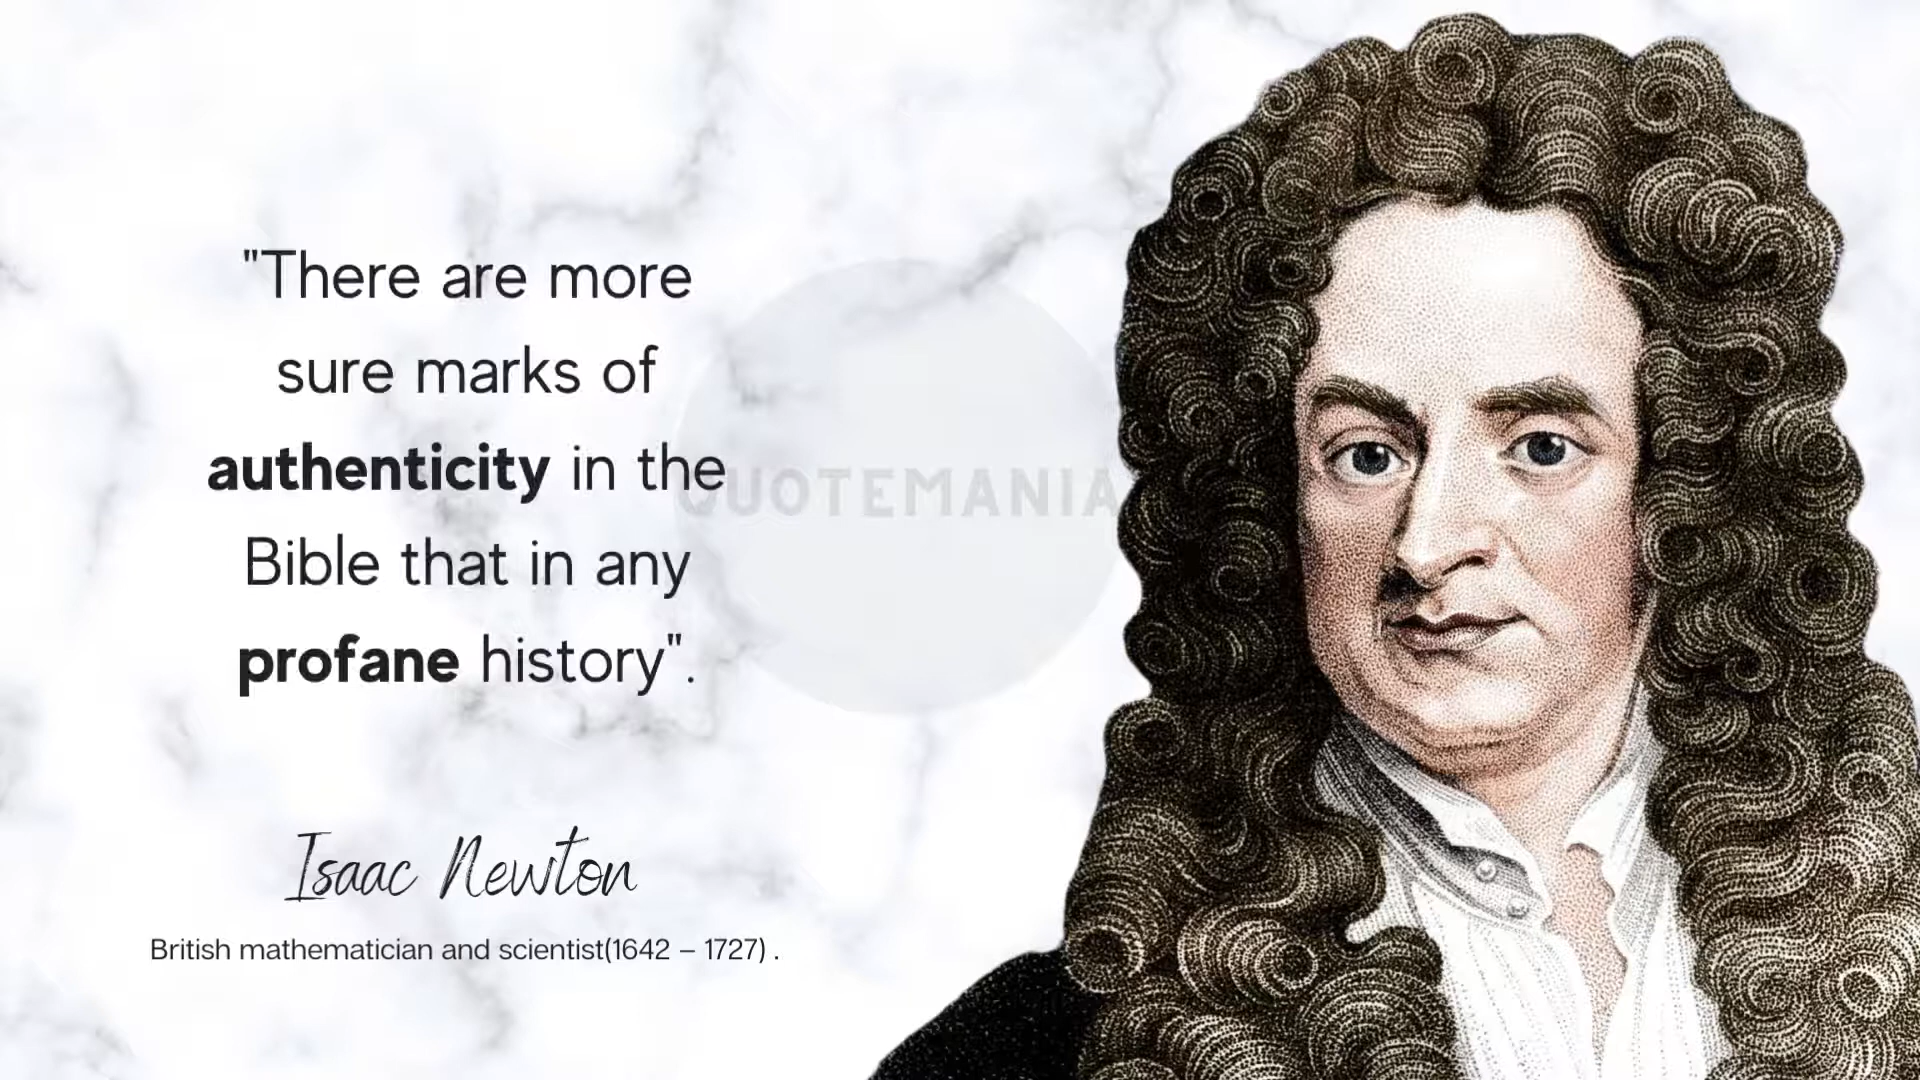 "There are more
sure marks of
authenticity in the
Bible that in any
profane history".
QUOTEMANIA
Isaac Newton
British mathematician and scientist(1642 – 1727) .